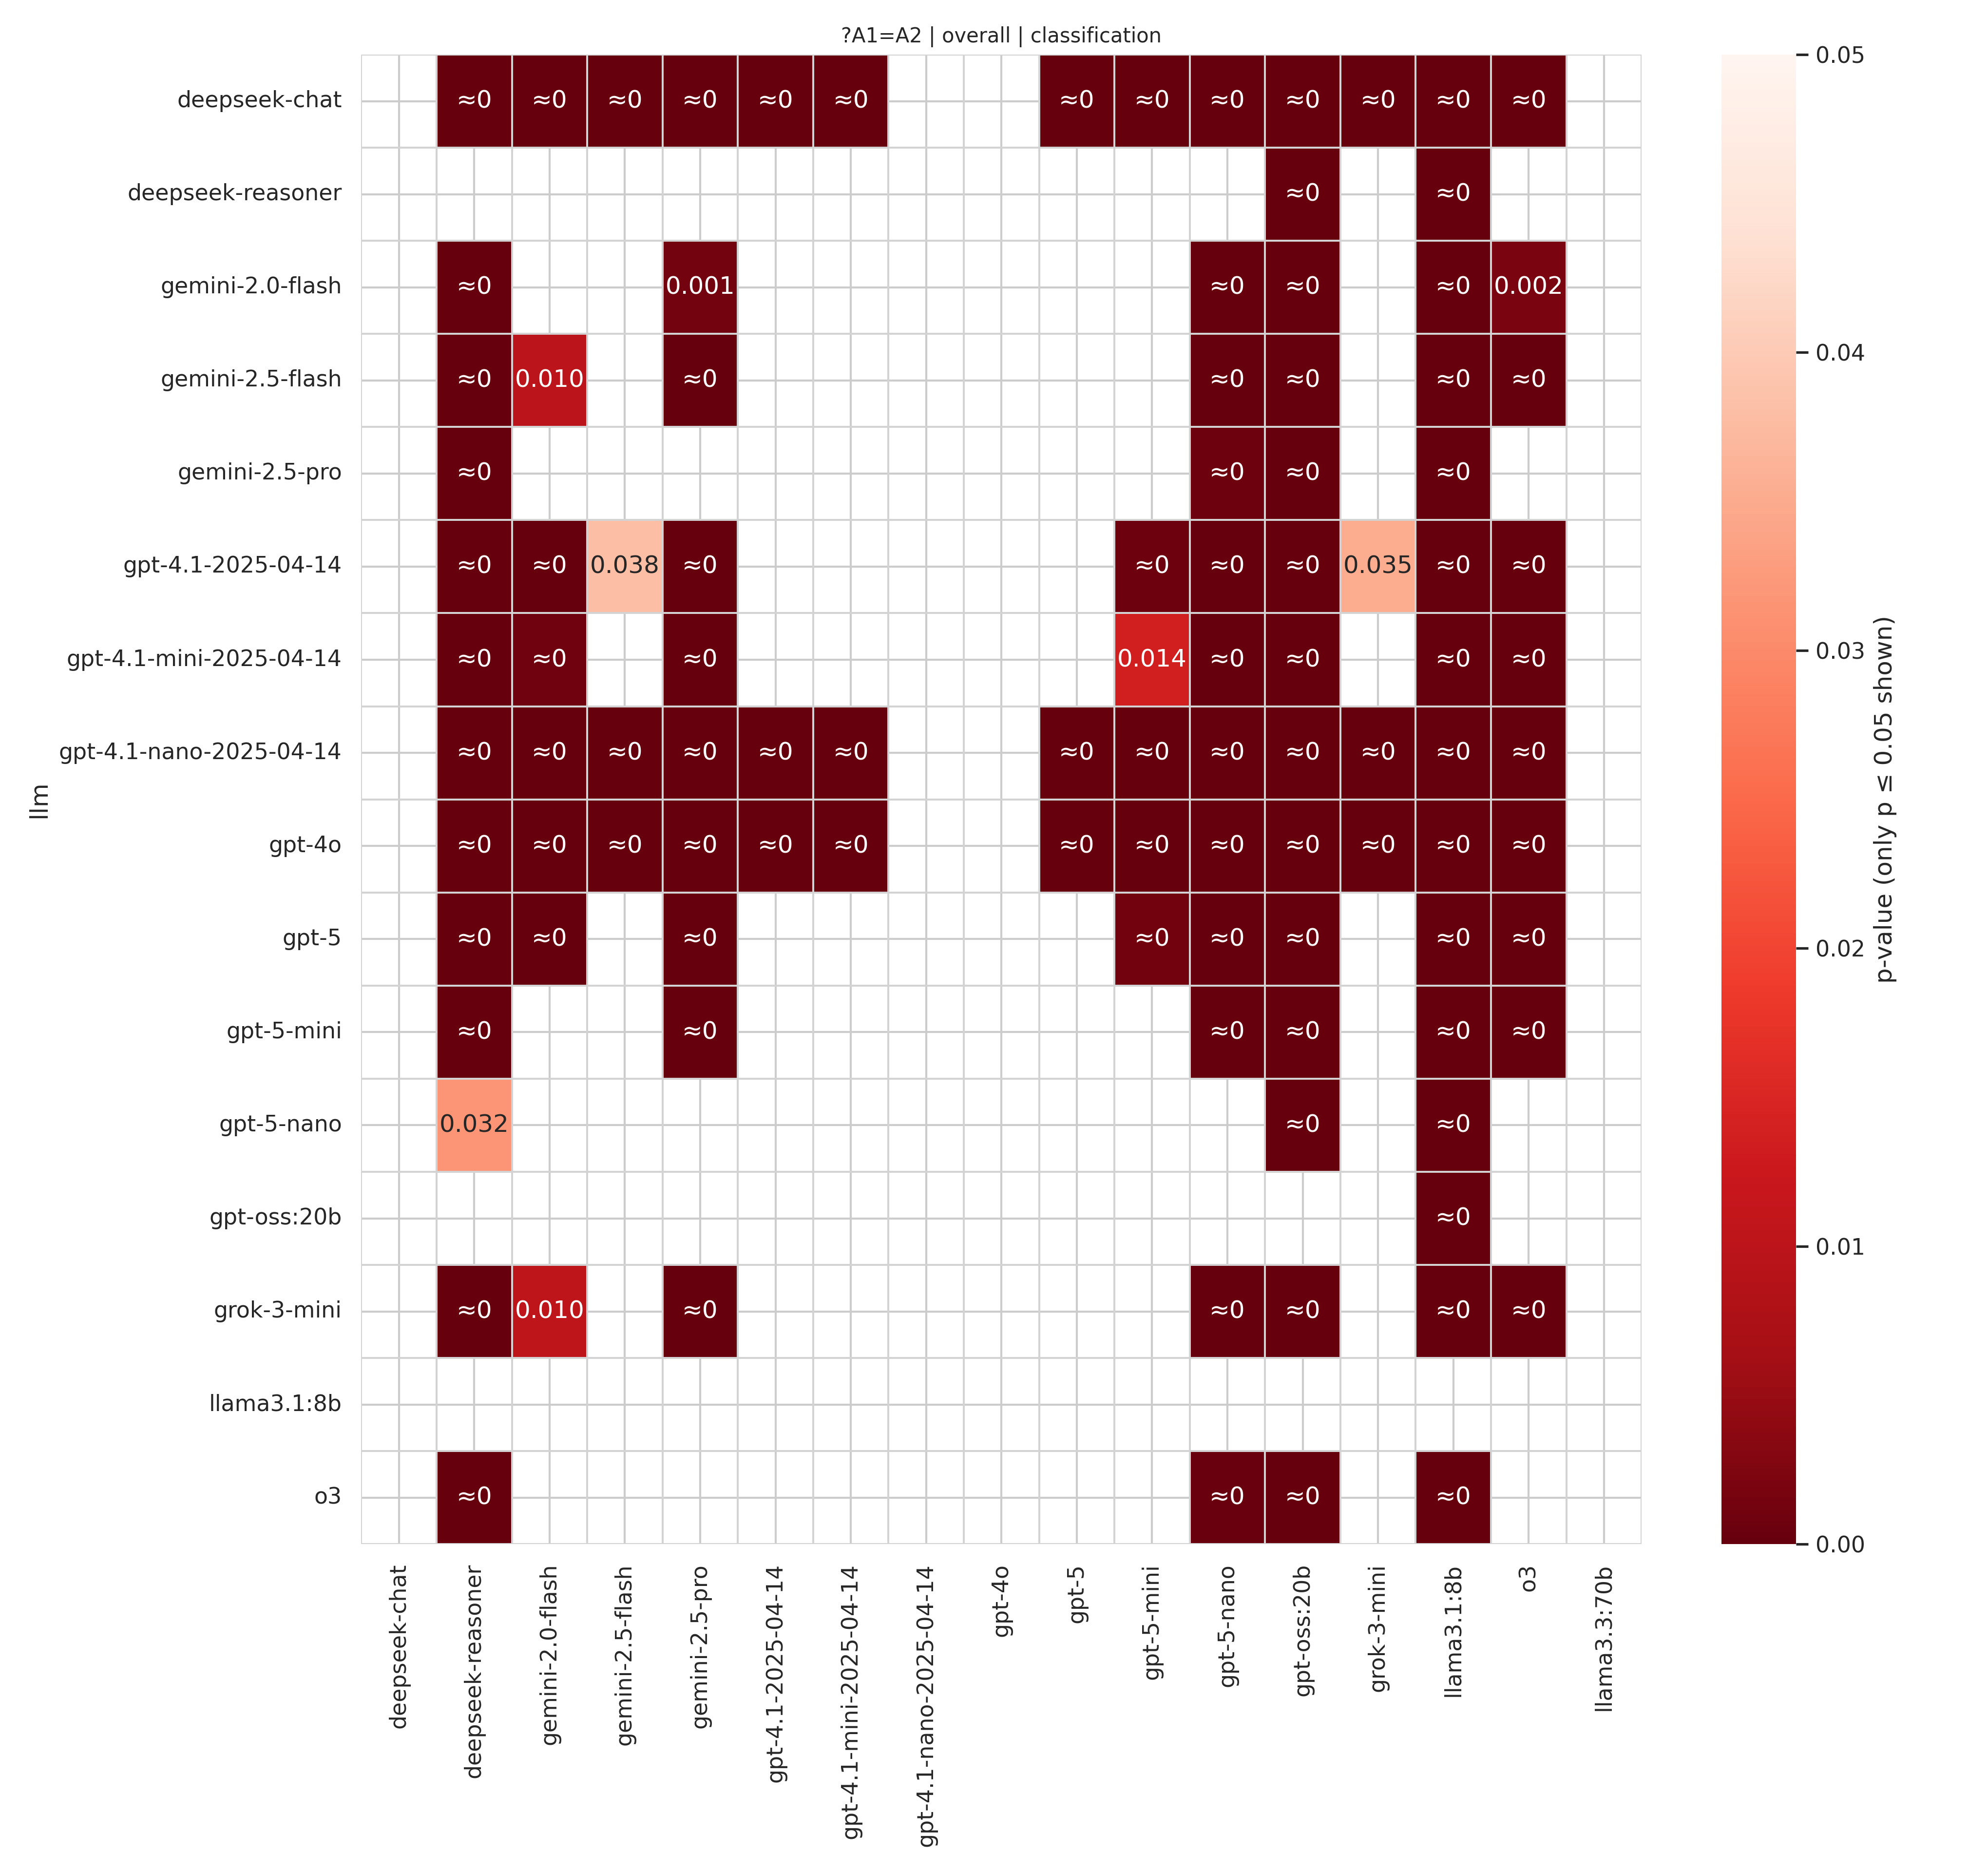 ?A1=A2 | overall | classification
deepseek-chat ≈0 ≈0 ≈0 ≈0 ≈0 ≈0 ≈0 ≈0 ≈0 ≈0 ≈0 ≈0 ≈0
deepseek-reasoner ≈0 ≈0
gemini-2.0-flash ≈0 0.001 ≈0 ≈0 ≈0 0.002
gemini-2.5-flash ≈0 0.010 ≈0 ≈0 ≈0 ≈0 ≈0
gemini-2.5-pro ≈0 ≈0 ≈0 ≈0
gpt-4.1-2025-04-14 ≈0 ≈0 0.038 ≈0 ≈0 ≈0 ≈0 0.035 ≈0 ≈0
gpt-4.1-mini-2025-04-14 ≈0 ≈0 ≈0 0.014 ≈0 ≈0 ≈0 ≈0
gpt-4.1-nano-2025-04-14 ≈0 ≈0 ≈0 ≈0 ≈0 ≈0 ≈0 ≈0 ≈0 ≈0 ≈0 ≈0 ≈0
gpt-4o ≈0 ≈0 ≈0 ≈0 ≈0 ≈0 ≈0 ≈0 ≈0 ≈0 ≈0 ≈0 ≈0
gpt-5 ≈0 ≈0 ≈0 ≈0 ≈0 ≈0 ≈0 ≈0
gpt-5-mini ≈0 ≈0 ≈0 ≈0 ≈0 ≈0
gpt-5-nano 0.032 ≈0 ≈0
gpt-oss:20b ≈0
grok-3-mini ≈0 0.010 ≈0 ≈0 ≈0 ≈0 ≈0
llama3.1:8b
o3 ≈0 ≈0 ≈0 ≈0
llm
deepseek-chat
deepseek-reasoner
gemini-2.0-flash
gemini-2.5-flash
gemini-2.5-pro
gpt-4.1-2025-04-14
gpt-4.1-mini-2025-04-14
gpt-4.1-nano-2025-04-14
gpt-4o
gpt-5
gpt-5-mini
gpt-5-nano
gpt-oss:20b
grok-3-mini
llama3.1:8b
o3
llama3.3:70b
0.05
0.04
0.03
0.02
0.01
0.00
p-value (only p ≤ 0.05 shown)